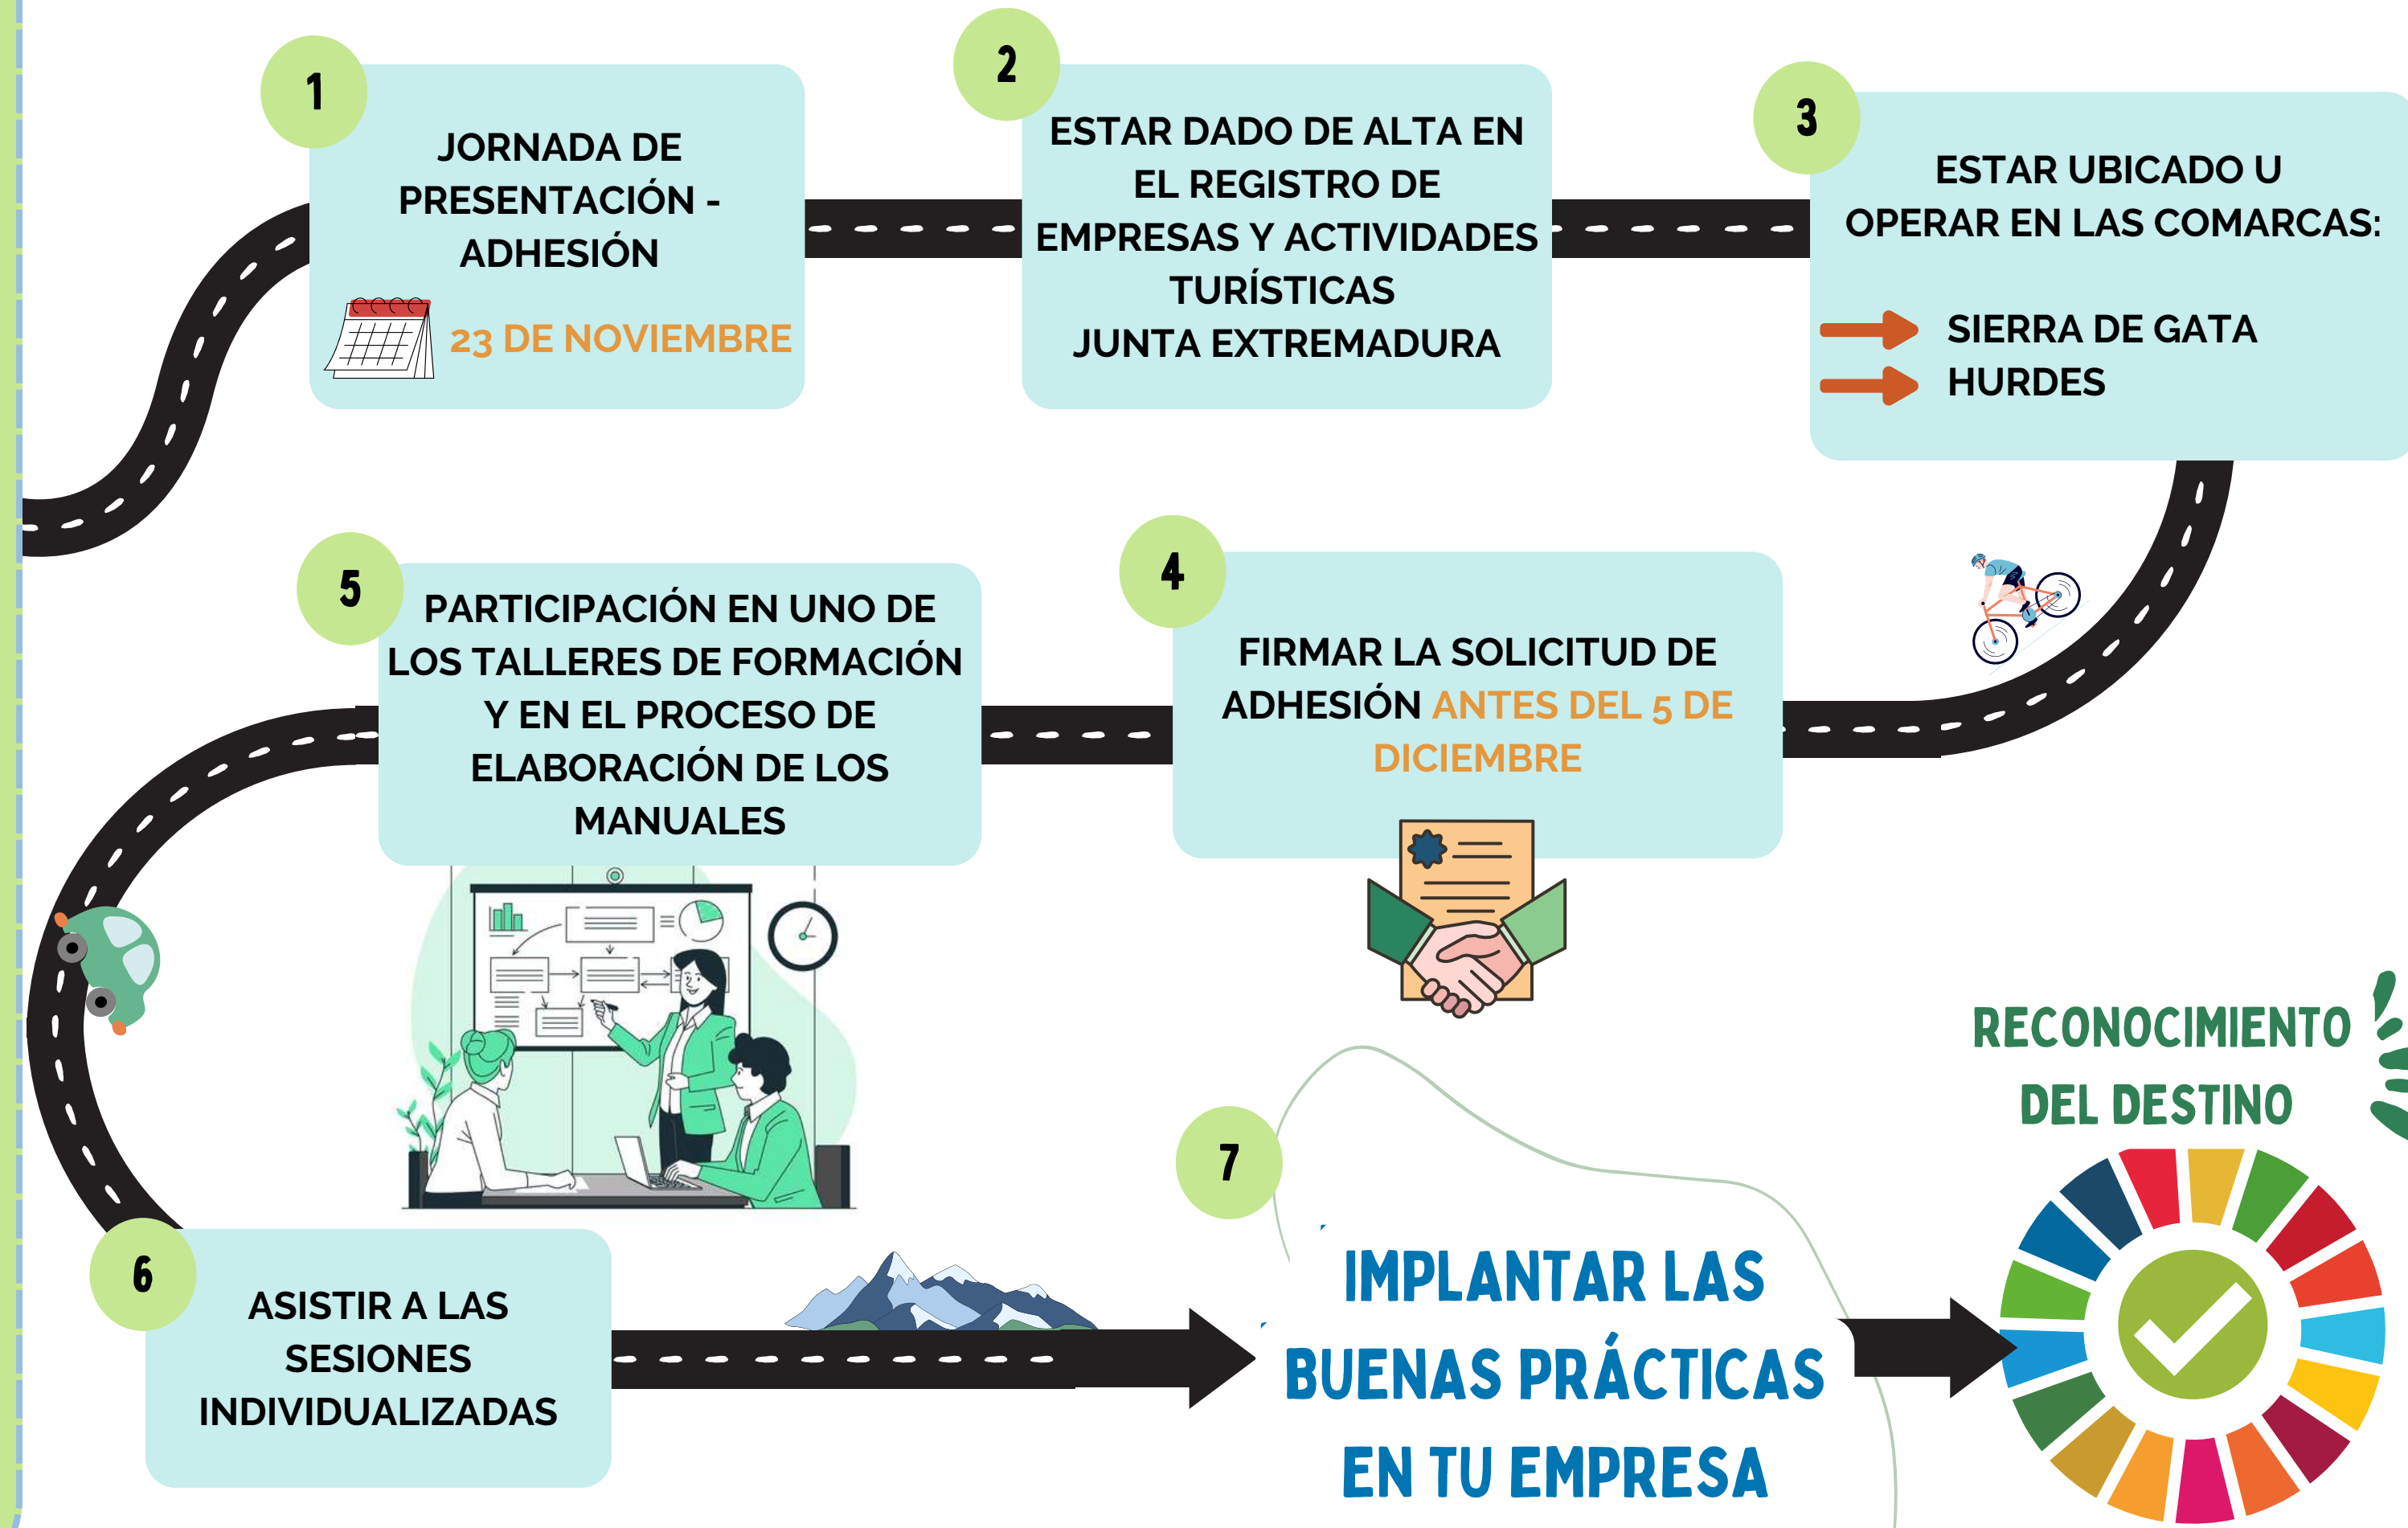 1
JORNADA DE
PRESENTACIÓN -
ADHESIÓN
23 DE NOVIEMBRE
2
ESTAR DADO DE ALTA EN
EL REGISTRO DE
EMPRESAS Y ACTIVIDADES
TURÍSTICAS
JUNTA EXTREMADURA
3
ESTAR UBICADO U
OPERAR EN LAS COMARCAS:
SIERRA DE GATA
HURDES
4
FIRMAR LA SOLICITUD DE
ADHESIÓN ANTES DEL 5 DE
DICIEMBRE
5
PARTICIPACIÓN EN UNO DE
LOS TALLERES DE FORMACIÓN
Y EN EL PROCESO DE
ELABORACIÓN DE LOS
MANUALES
6
ASISTIR A LAS
SESIONES
INDIVIDUALIZADAS
7
IMPLANTAR LAS
BUENAS PRÁCTICAS
EN TU EMPRESA
RECONOCIMIENTO
DEL DESTINO